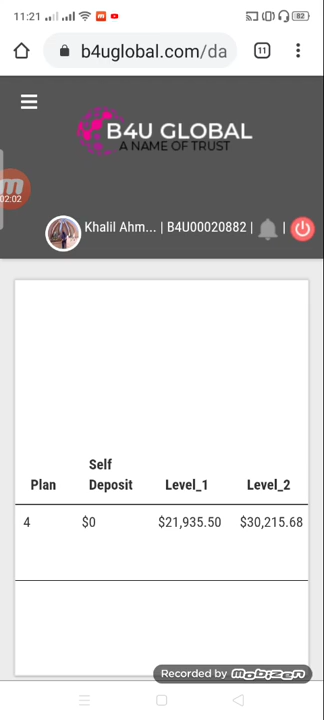 11:21
82
b4uglobal.com/da
11
B4U GLOBAL
A NAME OF TRUST
02:02
Khalil Ahm... | B4U00020882 | |
Plan Self Deposit Level_1 Level_2
4 $0 $21,935.50 $30,215.68
Recorded by mobizen